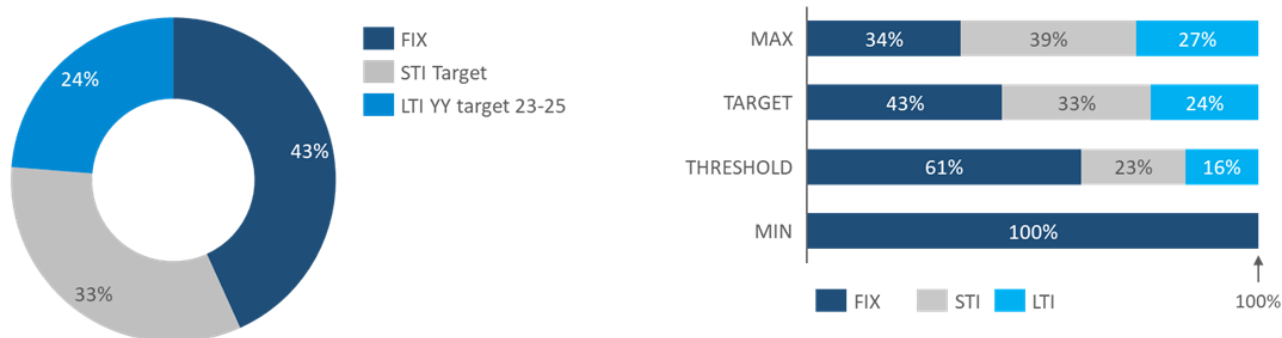 24%
43%
33%
FIX
STI Target
LTI YY target 23-25
MAX 34% 39% 27%
TARGET 43% 33% 24%
THRESHOLD 61% 23% 16%
MIN 100%
FIX STI LTI
100%